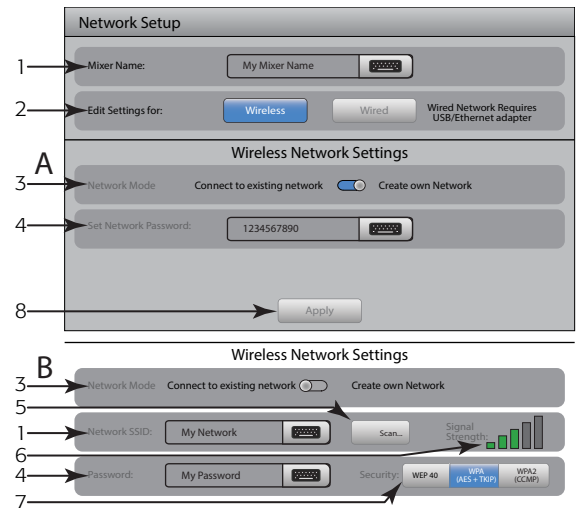 Network Setup
1 Mixer Name: My Mixer Name
2 Edit Settings for: Wireless Wired Wired Network Requires
USB/Ethernet adapter
A Wireless Network Settings
3 Network Mode Connect to existing network Create own Network
4 Set Network Password: 1234567890
8 Apply
B Wireless Network Settings
3 Network Mode Connect to existing network Create own Network
5
1 Network SSID: My Network Scan... Signal
Strength:
6
4 Password: My Password Security: WEP 40 WPA
(AES + TKIP) WPA2
(CCMP)
7